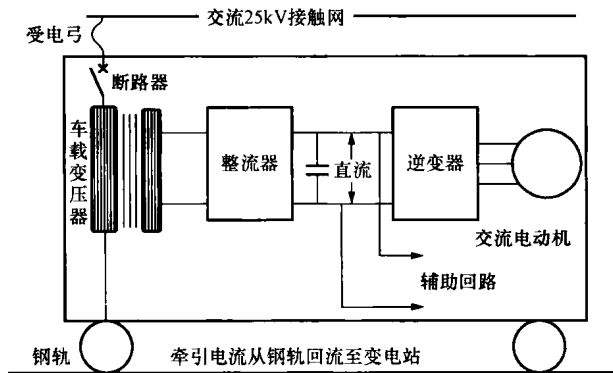 交流25kV接触网
受电弓
断路器
车载变压器
整流器
直流
逆变器
交流电动机
辅助回路
钢轨
牵引电流从钢轨回流至变电站